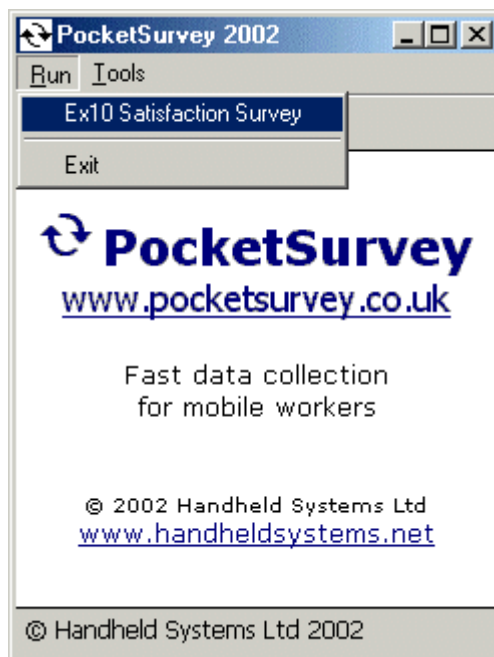 PocketSurvey 2002
Run Tools
Ex10 Satisfaction Survey
Exit
PocketSurvey
www.pocketsurvey.co.uk
Fast data collection
for mobile workers
© 2002 Handheld Systems Ltd
www.handheldsystems.net
© Handheld Systems Ltd 2002